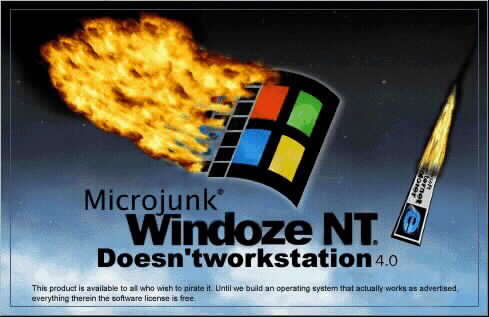 Microjunk®
Windoze NT®
Doesn'tworkstation 4.0
This product is available to all who wish to pirate it. Until we build an operating system that actually works as advertised,
everything therein the software license is free.